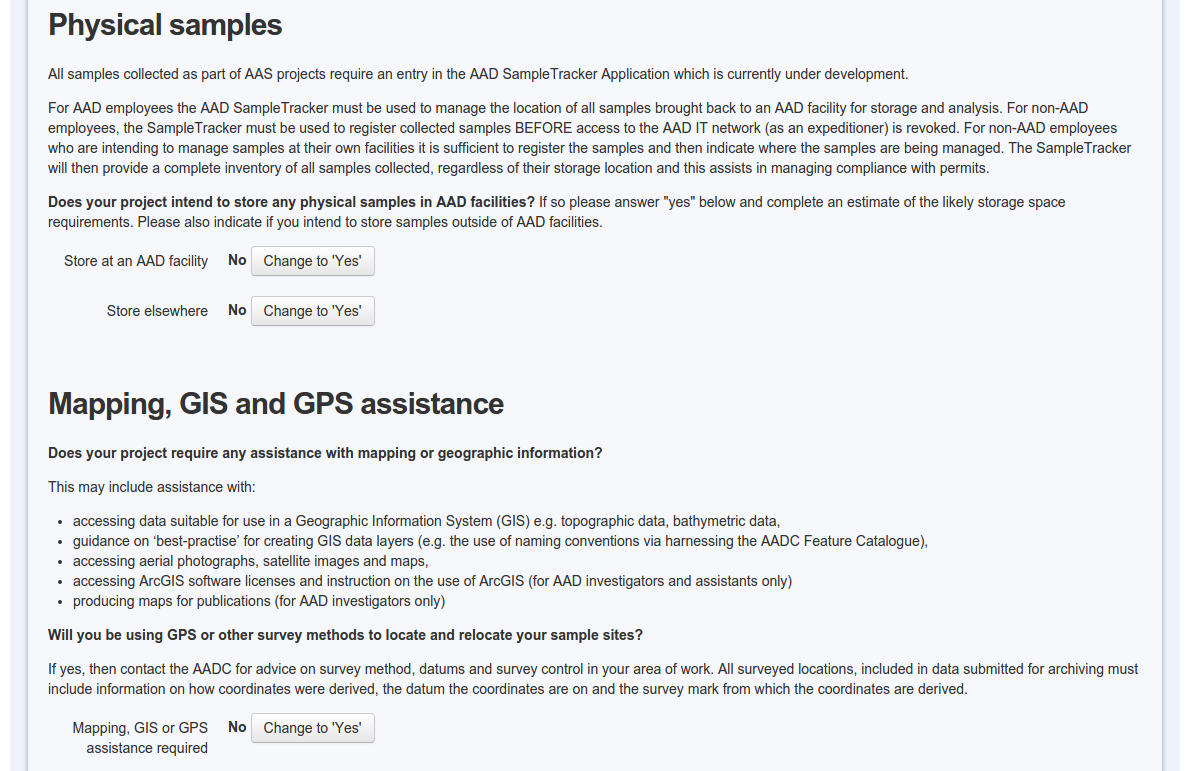 Physical samples
All samples collected as part of AAS projects require an entry in the AAD SampleTracker Application which is currently under development.
For AAD employees the AAD SampleTracker must be used to manage the location of all samples brought back to an AAD facility for storage and analysis. For non-AAD
employees, the SampleTracker must be used to register collected samples BEFORE access to the AAD IT network (as an expeditioner) is revoked. For non-AAD employees
who are intending to manage samples at their own facilities it is sufficient to register the samples and then indicate where the samples are being managed. The SampleTracker
will then provide a complete inventory of all samples collected, regardless of their storage location and this assists in managing compliance with permits.
Does your project intend to store any physical samples in AAD facilities? If so please answer "yes" below and complete an estimate of the likely storage space
requirements. Please also indicate if you intend to store samples outside of AAD facilities.
Store at an AAD facility No Change to 'Yes'
Store elsewhere No Change to 'Yes'
Mapping, GIS and GPS assistance
Does your project require any assistance with mapping or geographic information?
This may include assistance with:
• accessing data suitable for use in a Geographic Information System (GIS) e.g. topographic data, bathymetric data,
• guidance on ‘best-practise’ for creating GIS data layers (e.g. the use of naming conventions via harnessing the AADC Feature Catalogue),
• accessing aerial photographs, satellite images and maps,
• accessing ArcGIS software licenses and instruction on the use of ArcGIS (for AAD investigators and assistants only)
• producing maps for publications (for AAD investigators only)
Will you be using GPS or other survey methods to locate and relocate your sample sites?
If yes, then contact the AADC for advice on survey method, datums and survey control in your area of work. All surveyed locations, included in data submitted for archiving must
include information on how coordinates were derived, the datum the coordinates are on and the survey mark from which the coordinates are derived.
Mapping, GIS or GPS No Change to 'Yes'
assistance required